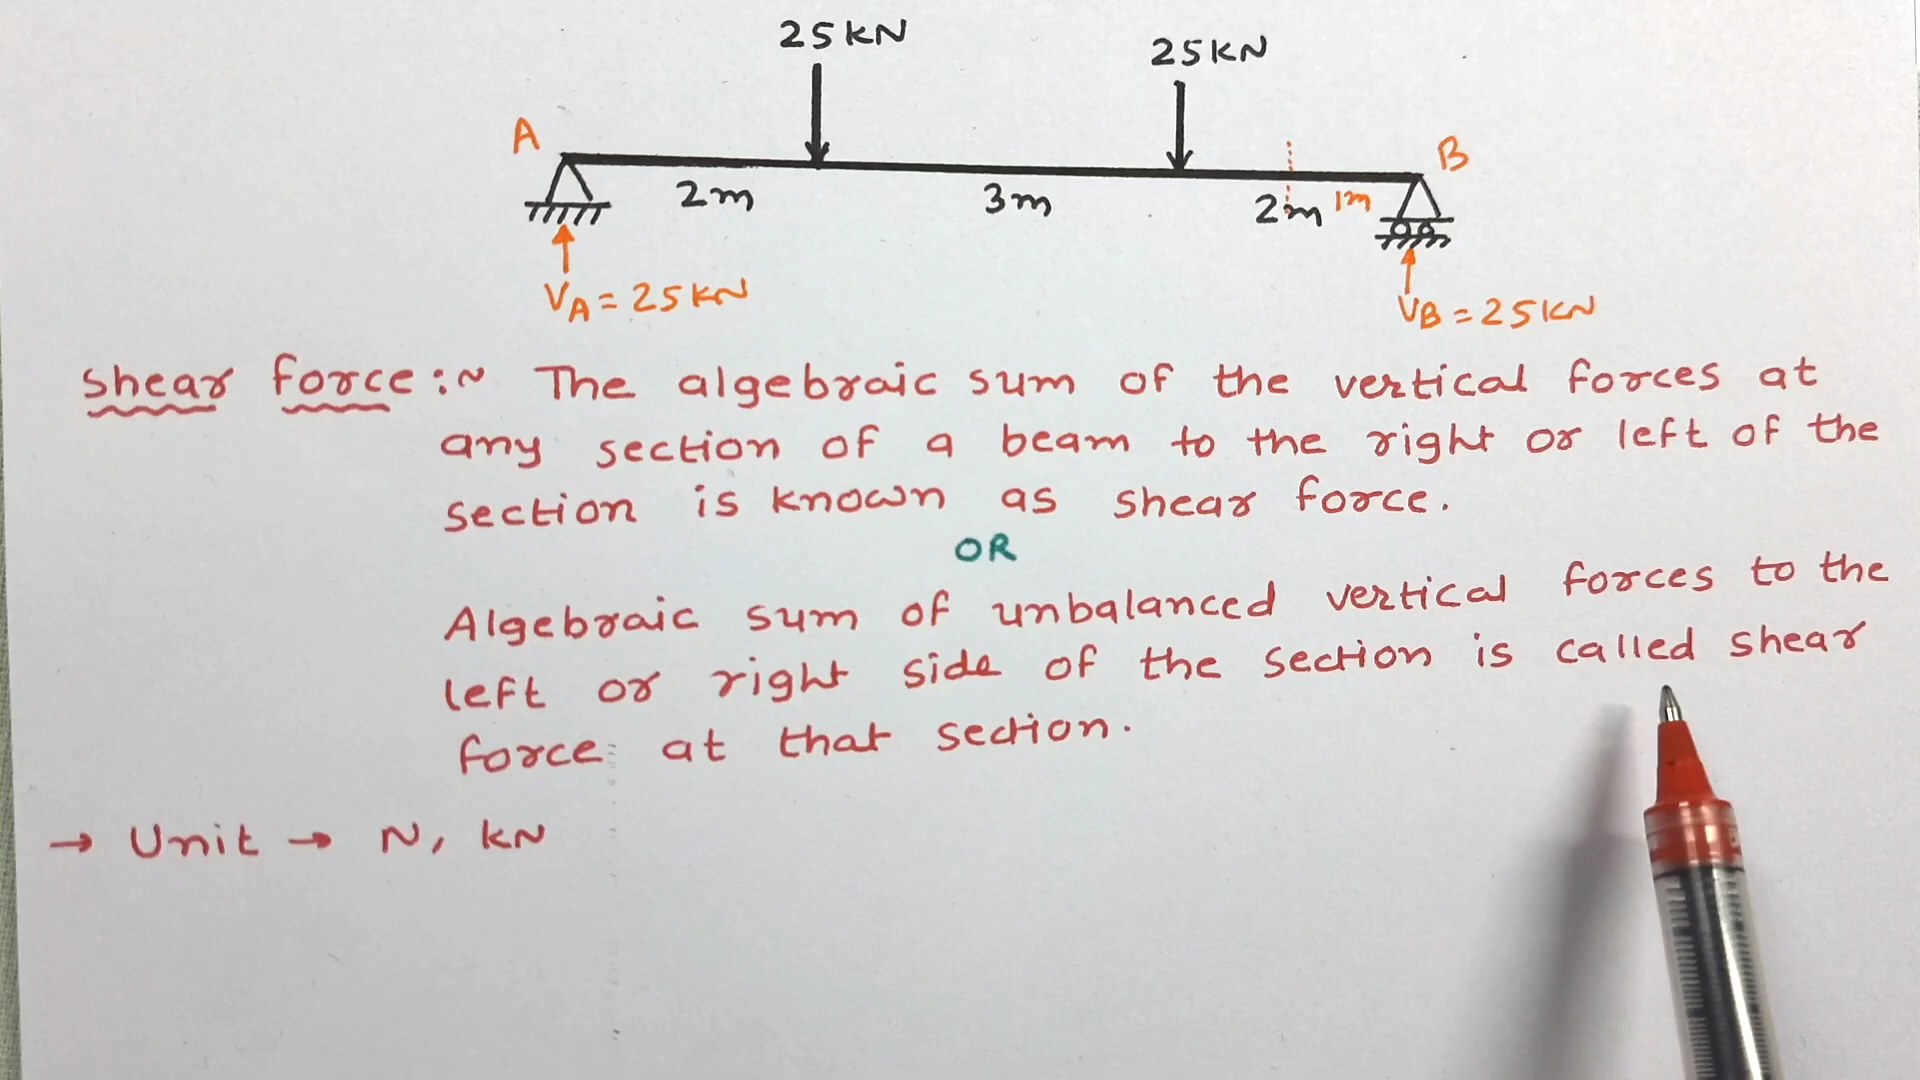 25KN
25KN
A
B
2m
3m
2m
1m
VA = 25KN
VB = 25KN
Shear force :~ The algebraic sum of the vertical forces at
any section of a beam to the right or left of the
section is known as shear force.
OR
Algebraic sum of unbalanced vertical forces to the
left or right side of the section is called shear
force at that section.
→ Unit → N, kN